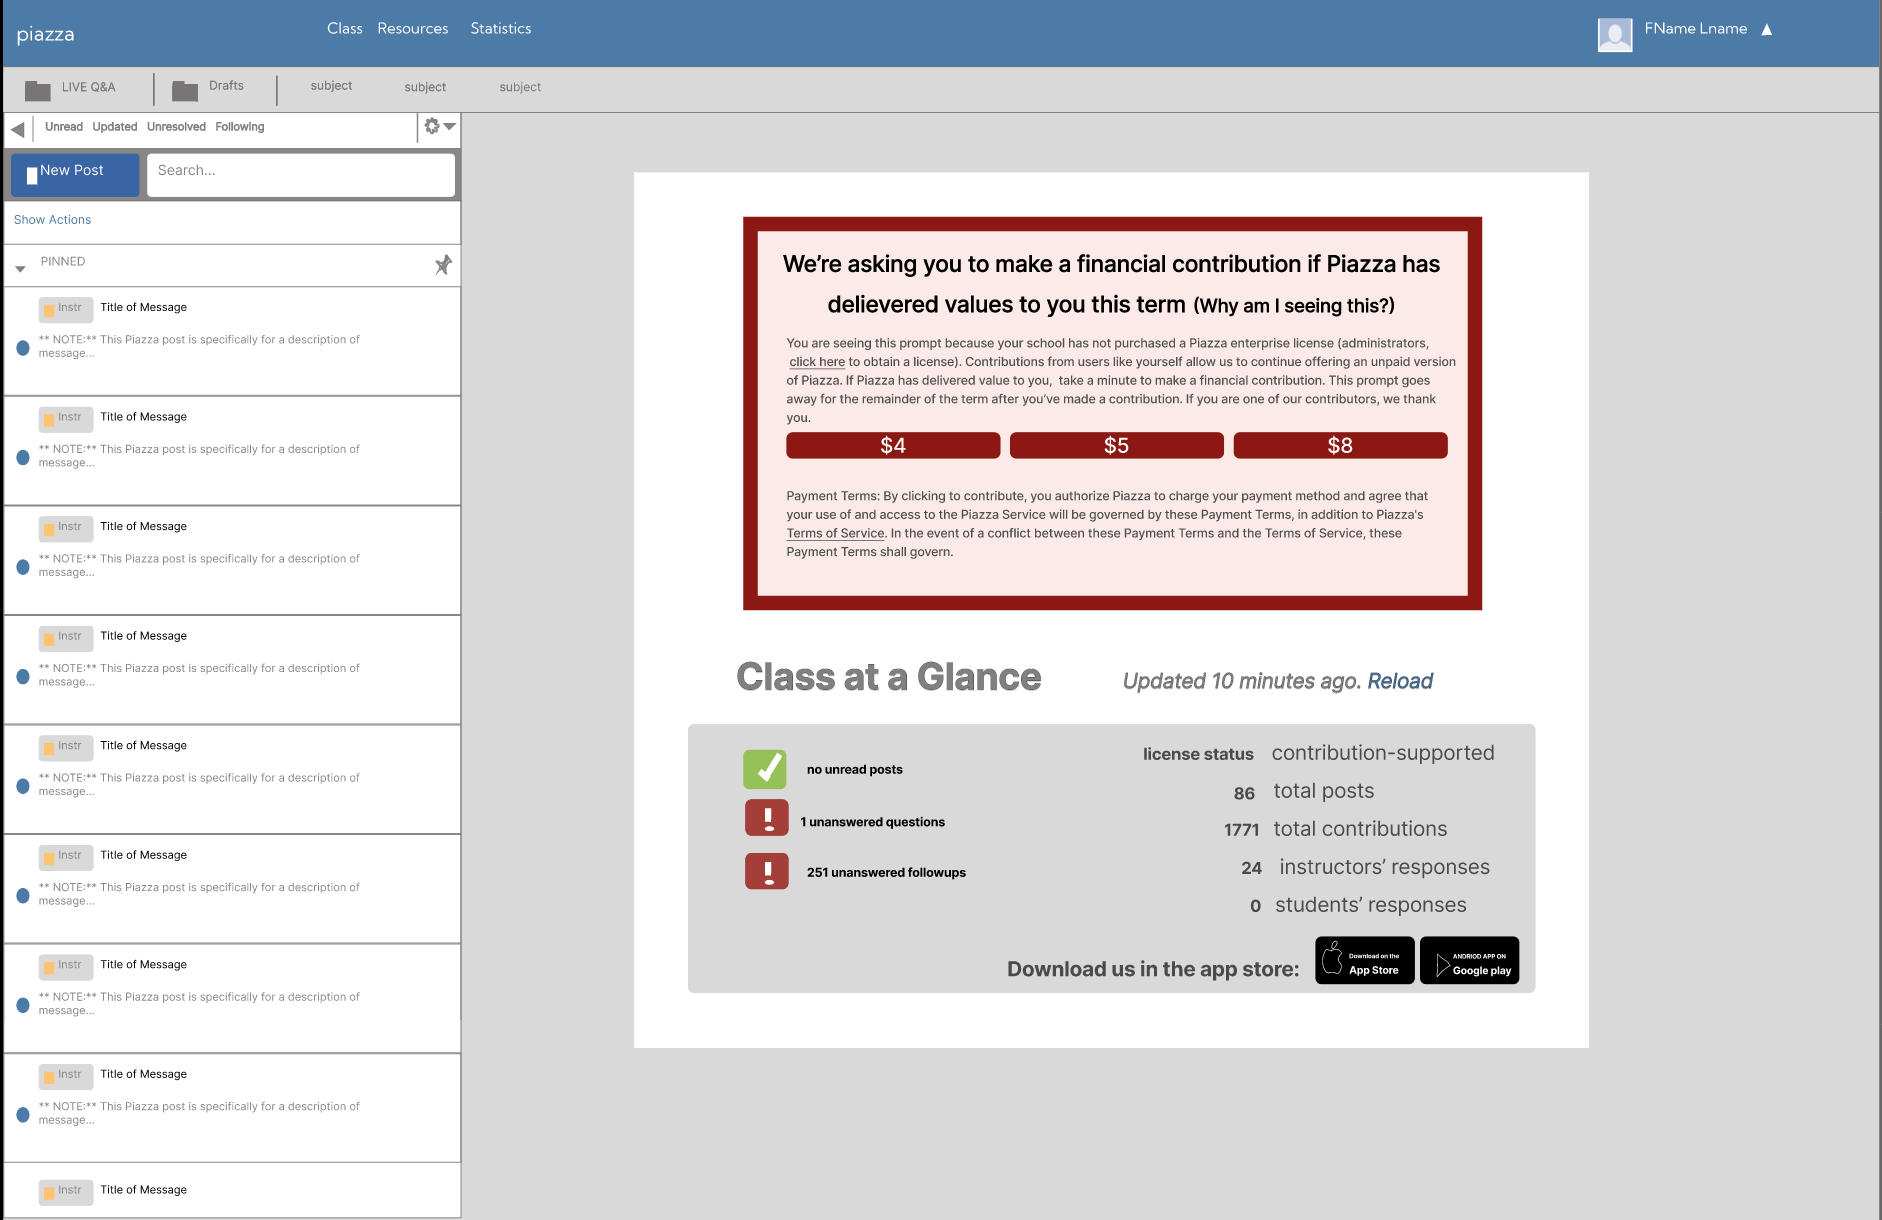 piazza
Class Resources Statistics
FName Lname
LIVE Q&A Drafts subject subject subject
Unread Updated Unresolved Following
New Post Search...
Show Actions
PINNED
Instr Title of Message
** NOTE:** This Piazza post is specifically for a description of
message...
Instr Title of Message
** NOTE:** This Piazza post is specifically for a description of
message...
Instr Title of Message
** NOTE:** This Piazza post is specifically for a description of
message...
Instr Title of Message
** NOTE:** This Piazza post is specifically for a description of
message...
Instr Title of Message
** NOTE:** This Piazza post is specifically for a description of
message...
Instr Title of Message
** NOTE:** This Piazza post is specifically for a description of
message...
Instr Title of Message
** NOTE:** This Piazza post is specifically for a description of
message...
Instr Title of Message
** NOTE:** This Piazza post is specifically for a description of
message...
Instr Title of Message
We're asking you to make a financial contribution if Piazza has
delievered values to you this term (Why am I seeing this?)
You are seeing this prompt because your school has not purchased a Piazza enterprise license (administrators,
click here to obtain a license). Contributions from users like yourself allow us to continue offering an unpaid version
of Piazza. If Piazza has delivered value to you, take a minute to make a financial contribution. This prompt goes
away for the remainder of the term after you've made a contribution. If you are one of our contributors, we thank
you.
$4 $5 $8
Payment Terms: By clicking to contribute, you authorize Piazza to charge your payment method and agree that
your use of and access to the Piazza Service will be governed by these Payment Terms, in addition to Piazza's
Terms of Service. In the event of a conflict between these Payment Terms and the Terms of Service, these
Payment Terms shall govern.
Class at a Glance Updated 10 minutes ago. Reload
no unread posts
1 unanswered questions
251 unanswered followups
license status contribution-supported
86 total posts
1771 total contributions
24 instructors' responses
0 students' responses
Download us in the app store:
Download on the
App Store
ANDRIOD APP ON
Google play